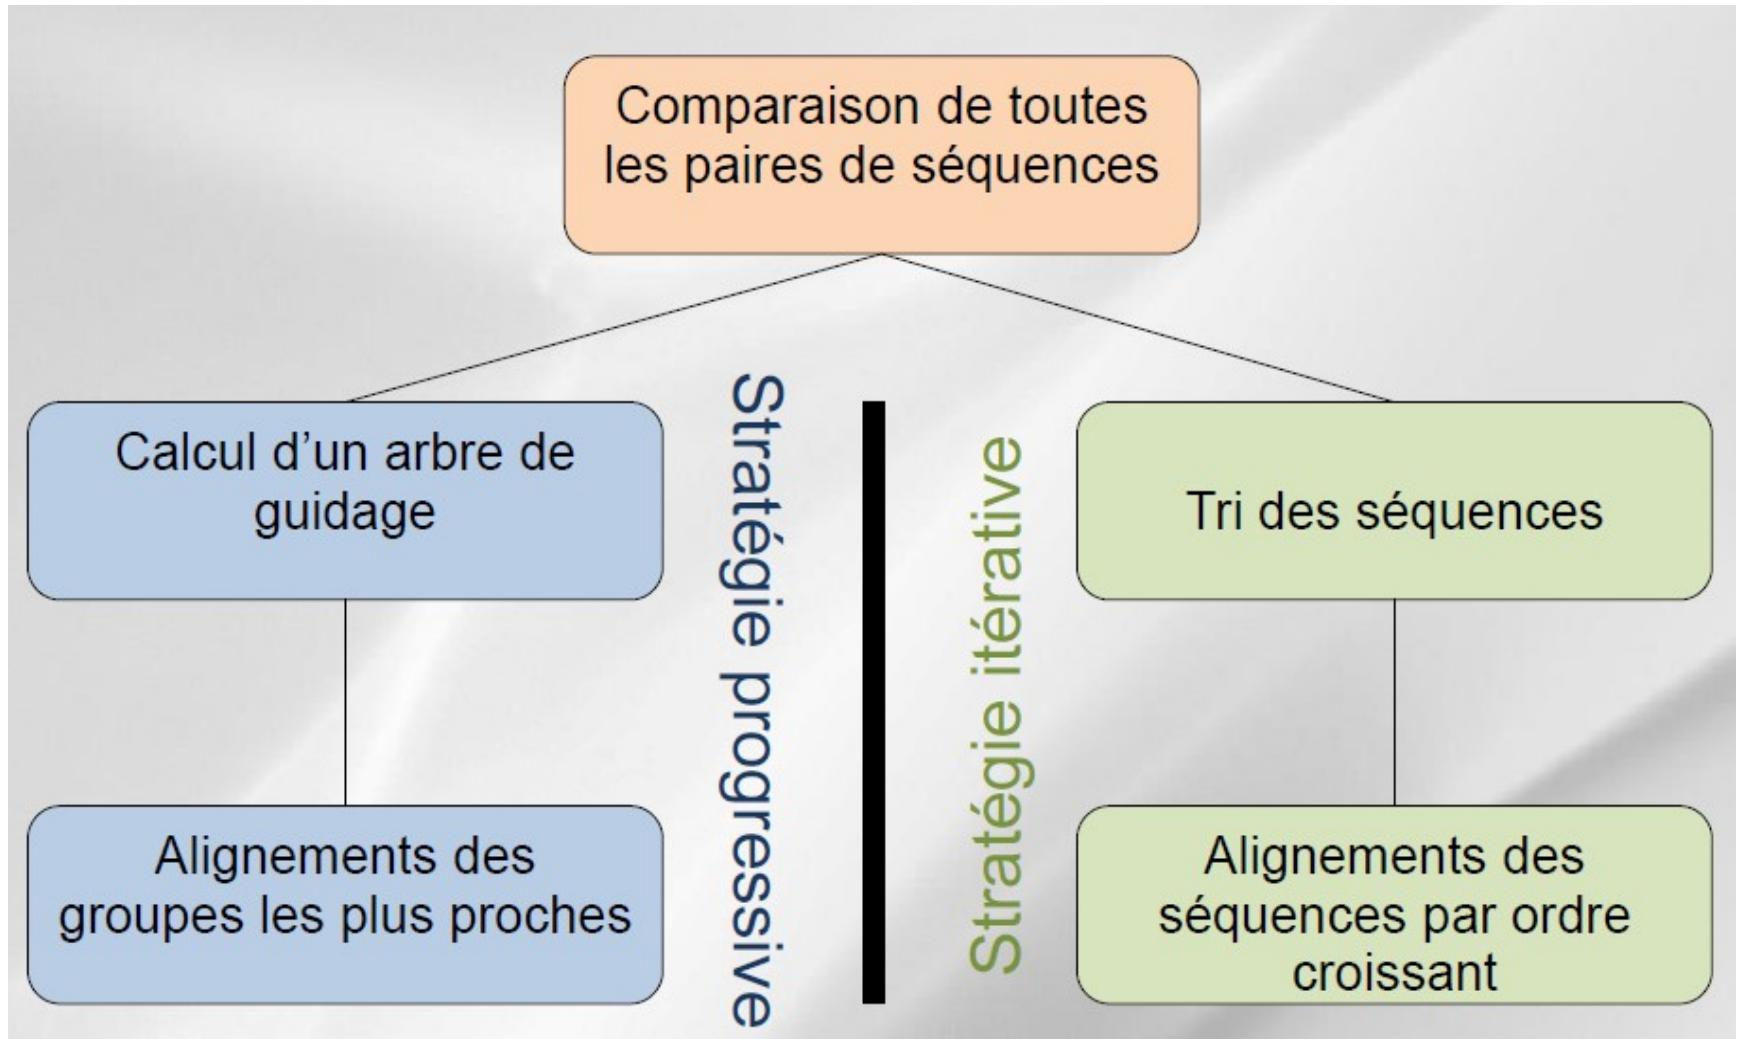 Comparaison de toutes
les paires de séquences
Calcul d’un arbre de
guidage
Alignements des
groupes les plus proches
Stratégie progressive
Stratégie itérative
Tri des séquences
Alignements des
séquences par ordre
croissant